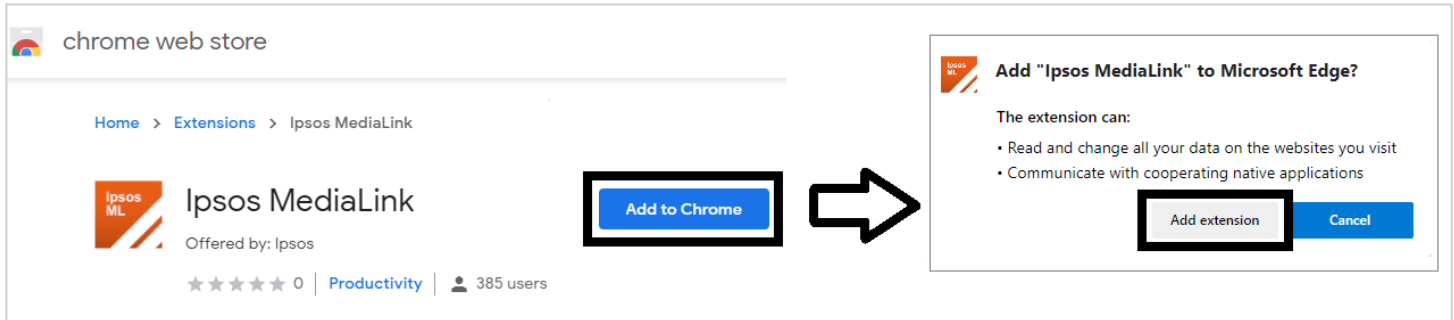 chrome web store
Home > Extensions > Ipsos MediaLink
Ipsos
ML
Ipsos MediaLink
Offered by: Ipsos
0 | Productivity | 385 users
Add to Chrome
Ipsos
ML
Add "Ipsos MediaLink" to Microsoft Edge?
The extension can:
• Read and change all your data on the websites you visit
• Communicate with cooperating native applications
Add extension
Cancel